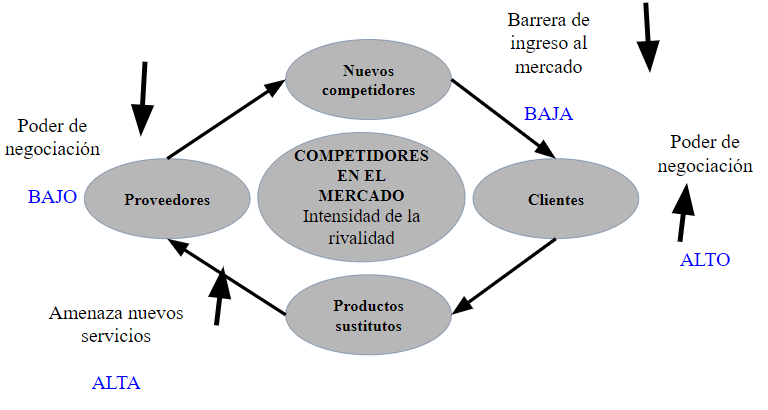 Barrera de
ingreso al
mercado
BAJA
Nuevos
competidores
Poder de
negociación
BAJO
Proveedores
COMPETIDORES
EN EL
MERCADO
Intensidad de la
rivalidad
Clientes
Poder de
negociación
ALTO
Productos
sustitutos
Amenaza nuevos
servicios
ALTA